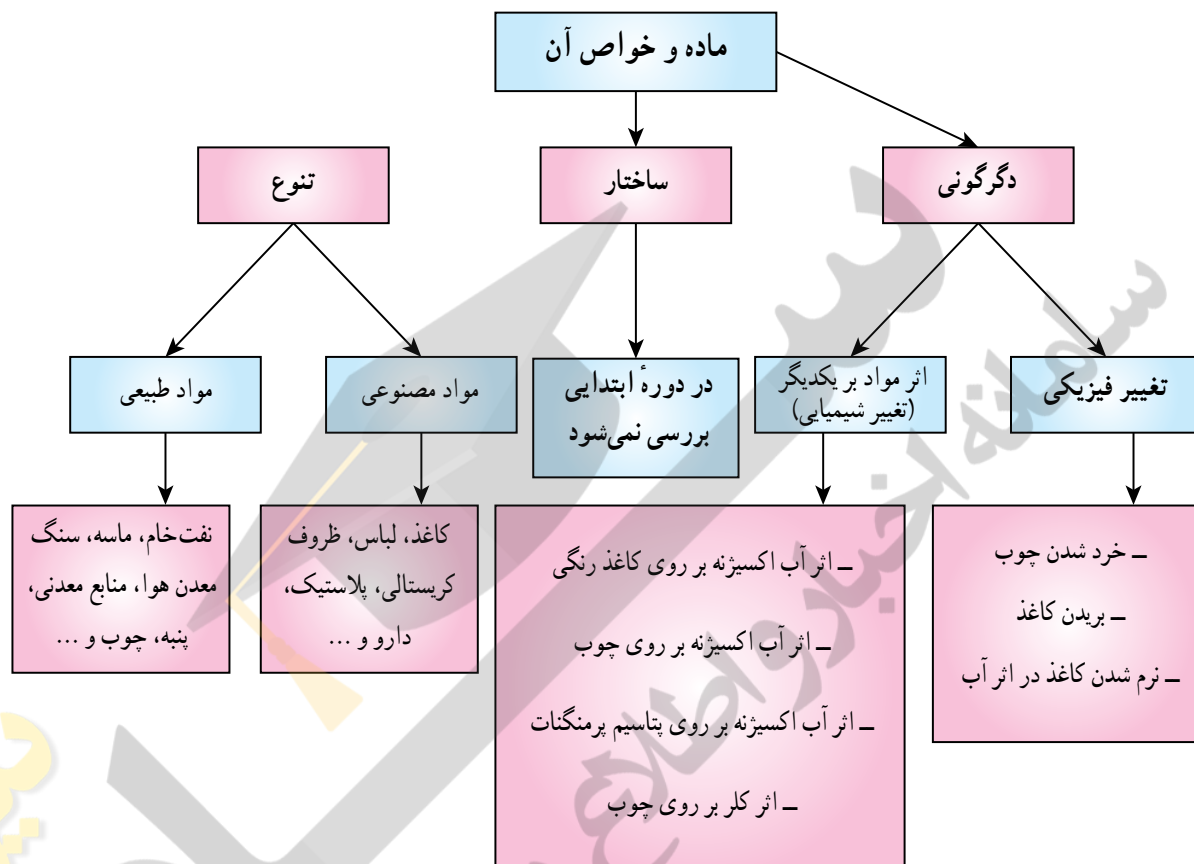 ماده و خواص آن
دگرگونی
ساختار
تنوع
تغییر فیزیکی
اثر مواد بر یکدیگر
(تغییر شیمیایی)
در دورهٔ ابتدایی
بررسی نمی‌شود
مواد مصنوعی
مواد طبیعی
ــ خرد شدن چوب
ــ بریدن کاغذ
ــ نرم شدن کاغذ در اثر آب
ــ اثر آب اکسیژنه بر روی کاغذ رنگی
ــ اثر آب اکسیژنه بر روی چوب
ــ اثر آب اکسیژنه بر روی پتاسیم پرمنگنات
ــ اثر کلر بر روی چوب
کاغذ، لباس، ظروف
کریستالی، پلاستیک،
دارو و ...
نفت‌خام، ماسه، سنگ
معدن هوا، منابع معدنی،
پنبه، چوب و ...
سامانه اخبار و اطلاع